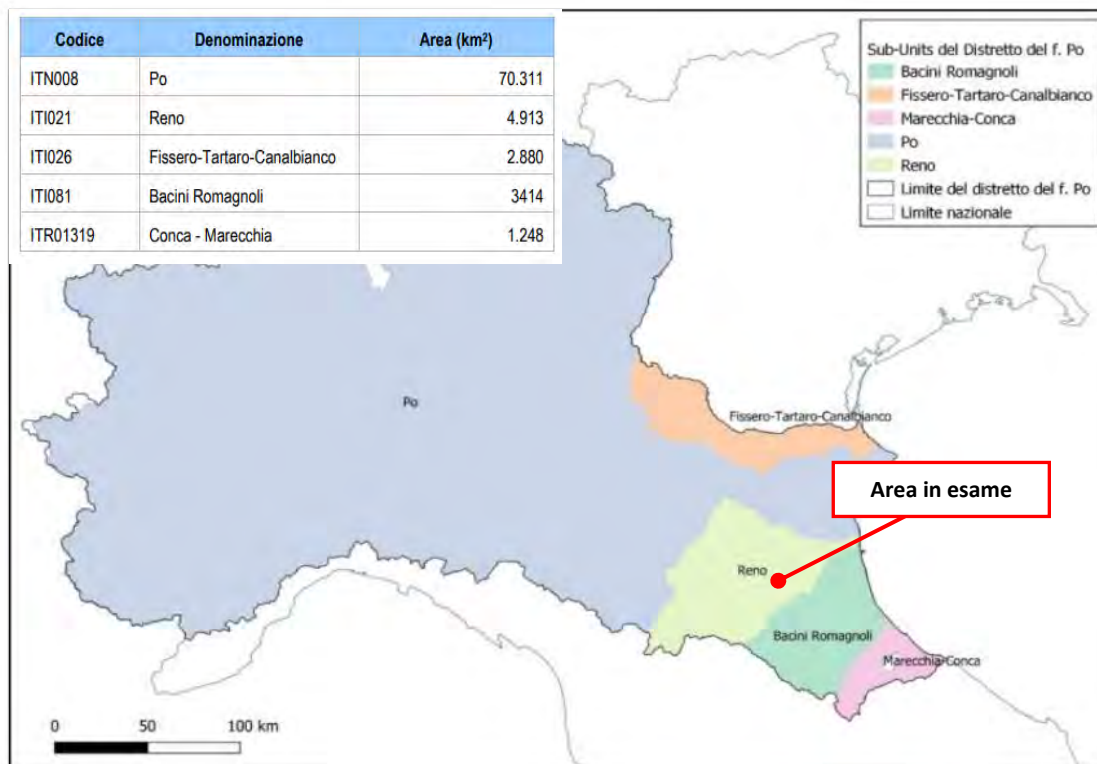 Codice Denominazione Area (km²)
ITN008 Po 70.311
ITI021 Reno 4.913
ITI026 Fissero-Tartaro-Canalbianco 2.880
ITI081 Bacini Romagnoli 3414
ITR01319 Conca - Marecchia 1.248
Sub-Units del Distretto del f. Po
Bacini Romagnoli
Fissero-Tartaro-Canalbianco
Marecchia-Conca
Po
Reno
Limite del distretto del f. Po
Limite nazionale
Po
Fissero-Tartaro-Canalbianco
Area in esame
Reno
Bacini Romagnoli
Marecchia-Conca
0 50 100 km